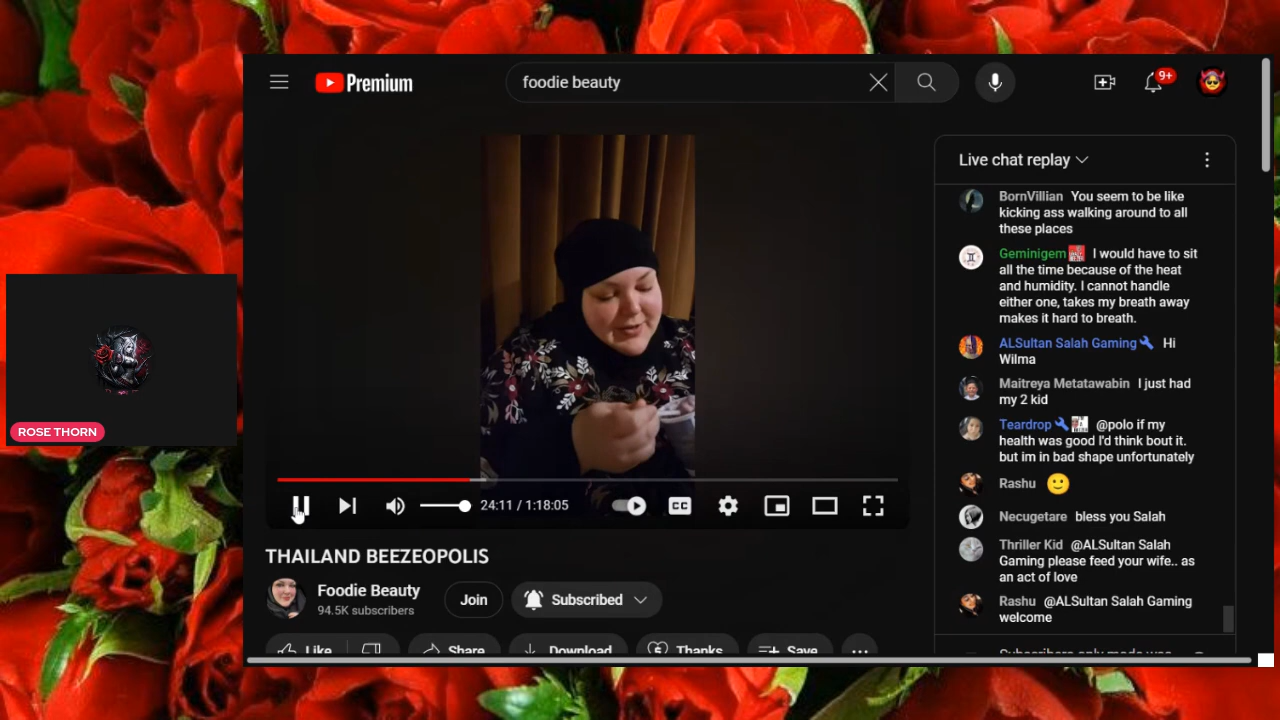 Premium
foodie beauty
9+
Live chat replay
BornVillian You seem to be like
kicking ass walking around to all
these places
Geminigem I would have to sit
all the time because of the heat
and humidity. I cannot handle
either one, takes my breath away
makes it hard to breath.
ALSultan Salah Gaming Hi
Wilma
Maitreya Metatawabin I just had
my 2 kid
Teardrop @polo if my
health was good I'd think bout it.
but im in bad shape unfortunately
Rashu
Necugetare bless you Salah
Thriller Kid @ALSultan Salah
Gaming please feed your wife.. as
an act of love
Rashu @ALSultan Salah Gaming
welcome
Subscribers-only mode was
ROSE THORN
24:11 / 1:18:05
CC
THAILAND BEEZEOPOLIS
Foodie Beauty
94.5K subscribers
Join
Subscribed
Like
Share
Download
Thanks
Save